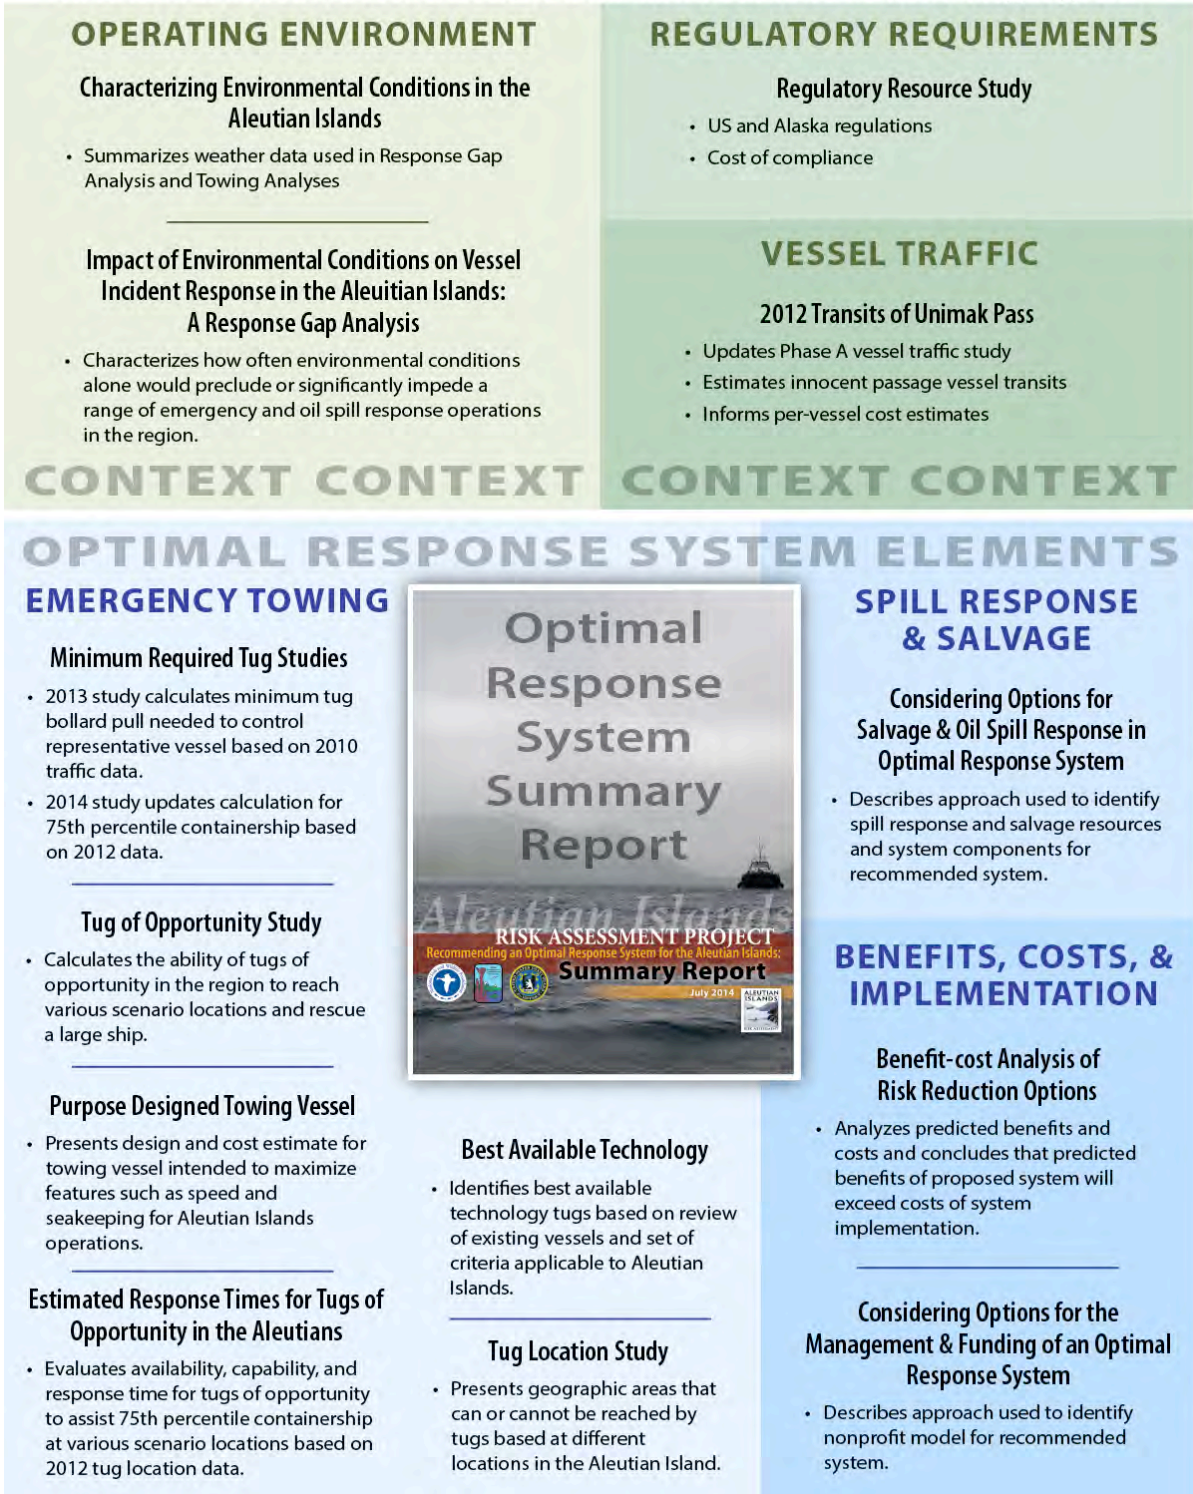 OPERATING ENVIRONMENT
Characterizing Environmental Conditions in the
Aleutian Islands
• Summarizes weather data used in Response Gap
Analysis and Towing Analyses
Impact of Environmental Conditions on Vessel
Incident Response in the Aleuitian Islands:
A Response Gap Analysis
• Characterizes how often environmental conditions
alone would preclude or significantly impede a
range of emergency and oil spill response operations
in the region.
CONTEXT CONTEXT
REGULATORY REQUIREMENTS
Regulatory Resource Study
• US and Alaska regulations
• Cost of compliance
VESSEL TRAFFIC
2012 Transits of Unimak Pass
• Updates Phase A vessel traffic study
• Estimates innocent passage vessel transits
• Informs per-vessel cost estimates
CONTEXT CONTEXT
OPTIMAL RESPONSE SYSTEM ELEMENTS
EMERGENCY TOWING
Minimum Required Tug Studies
• 2013 study calculates minimum tug
bollard pull needed to control
representative vessel based on 2010
traffic data.
• 2014 study updates calculation for
75th percentile containership based
on 2012 data.
Tug of Opportunity Study
• Calculates the ability of tugs of
opportunity in the region to reach
various scenario locations and rescue
a large ship.
Purpose Designed Towing Vessel
• Presents design and cost estimate for
towing vessel intended to maximize
features such as speed and
seakeeping for Aleutian Islands
operations.
Estimated Response Times for Tugs of
Opportunity in the Aleutians
• Evaluates availability, capability, and
response time for tugs of opportunity
to assist 75th percentile containership
at various scenario locations based on
2012 tug location data.
Optimal
Response
System
Summary
Report
Aleutian Islands
RISK ASSESSMENT PROJECT
Recommending an Optimal Response System for the Aleutian Islands:
Summary Report
July 2014
ALEUTIAN
ISLANDS
Best Available Technology
• Identifies best available
technology tugs based on review
of existing vessels and set of
criteria applicable to Aleutian
Islands.
Tug Location Study
• Presents geographic areas that
can or cannot be reached by
tugs based at different
locations in the Aleutian Island.
SPILL RESPONSE
& SALVAGE
Considering Options for
Salvage & Oil Spill Response in
Optimal Response System
• Describes approach used to identify
spill response and salvage resources
and system components for
recommended system.
BENEFITS, COSTS, &
IMPLEMENTATION
Benefit-cost Analysis of
Risk Reduction Options
• Analyzes predicted benefits and
costs and concludes that predicted
benefits of proposed system will
exceed costs of system
implementation.
Considering Options for the
Management & Funding of an Optimal
Response System
• Describes approach used to identify
nonprofit model for recommended
system.